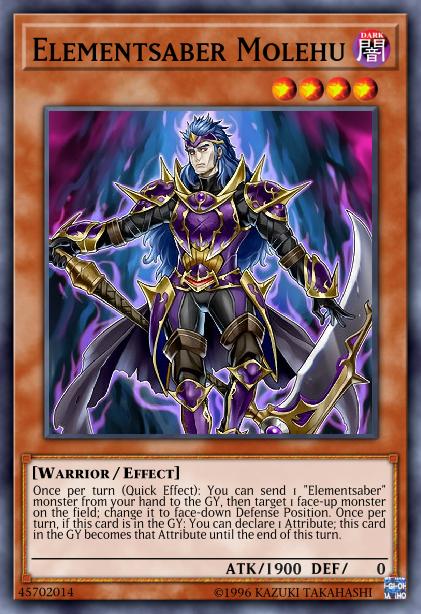 Elementsaber Molehu
DARK
闇
[Warrior / Effect]
Once per turn (Quick Effect): You can send 1 "Elementsaber"
monster from your hand to the GY, then target 1 face-up monster
on the field; change it to face-down Defense Position. Once per
turn, if this card is in the GY: You can declare 1 Attribute; this card
in the GY becomes that Attribute until the end of this turn.
ATK/1900 DEF/ 0
45702014
©1996 KAZUKI TAKAHASHI